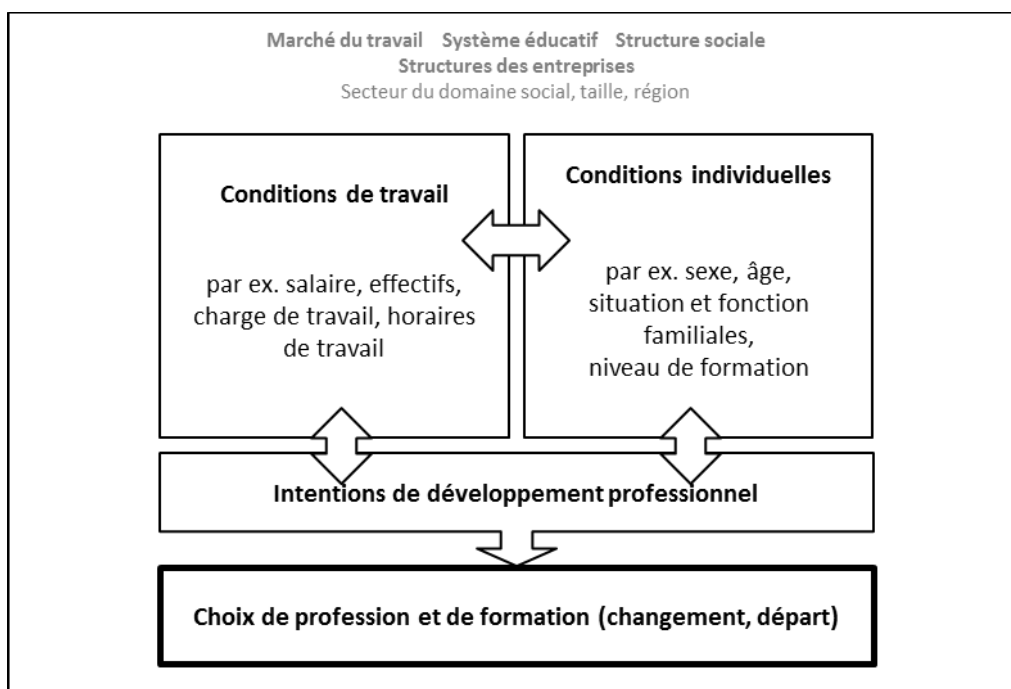 Marché du travail Système éducatif Structure sociale
Structures des entreprises
Secteur du domaine social, taille, région
Conditions de travail
par ex. salaire, effectifs,
charge de travail, horaires
de travail
Conditions individuelles
par ex. sexe, âge,
situation et fonction
familiales,
niveau de formation
Intentions de développement professionnel
Choix de profession et de formation (changement, départ)